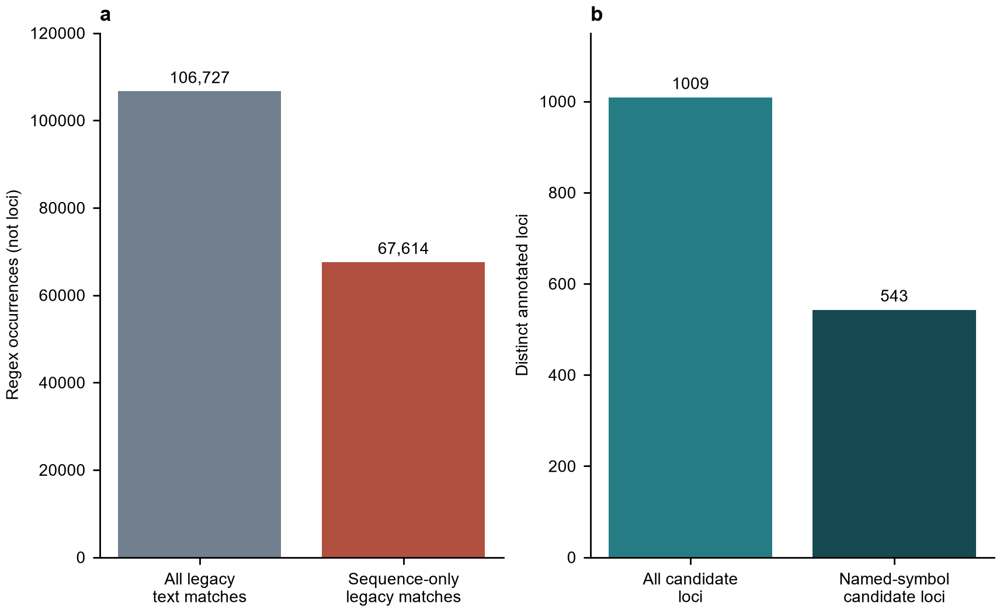 a
120000
100000
80000
60000
40000
20000
0
Regex occurrences (not loci)
106,727
67,614
All legacy
text matches
Sequence-only
legacy matches
b
1000
800
600
400
200
0
Distinct annotated loci
1009
543
All candidate
loci
Named-symbol
candidate loci